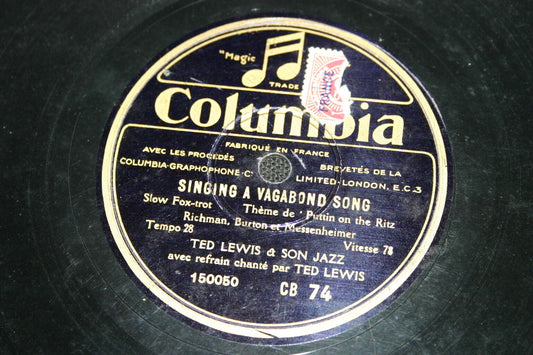 "Magic
TRADE
FRANCE
Columbia
FABRIQUÉ EN FRANCE
AVEC LES PROCÉDÉS BREVETÉS DE LA
COLUMBIA-GRAPHOPHONE-Cº LIMITED-LONDON, E.C.3
SINGING A VAGABOND SONG
Slow Fox-trot Thème de "Puttin on the Ritz
Richman, Burton et Messenheimer
Tempo 28 Vitesse 78
TED LEWIS & SON JAZZ
avec refrain chanté par TED LEWIS
150050 CB 74